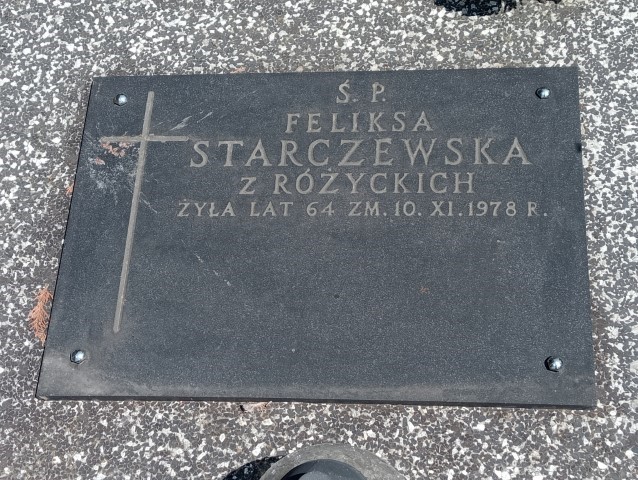 Ś. P.
FELIKSA
STARCZEWSKA
Z RÓŻYCKICH
ŻYŁA LAT 64 ZM. 10. XI. 1978 R.